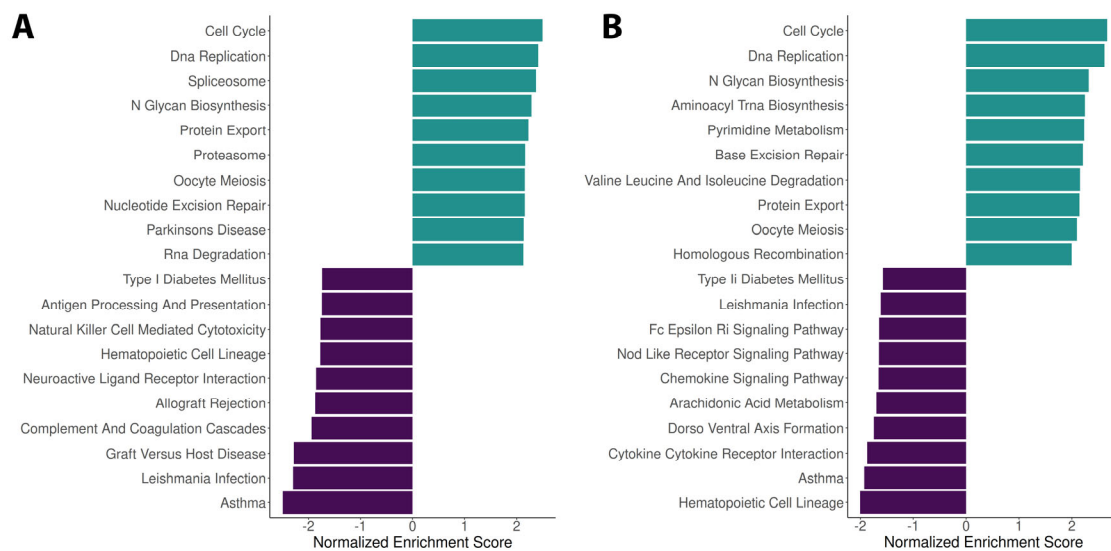 A
Cell Cycle
Dna Replication
Spliceosome
N Glycan Biosynthesis
Protein Export
Proteasome
Oocyte Meiosis
Nucleotide Excision Repair
Parkinsons Disease
Rna Degradation
Type I Diabetes Mellitus
Antigen Processing And Presentation
Natural Killer Cell Mediated Cytotoxicity
Hematopoietic Cell Lineage
Neuroactive Ligand Receptor Interaction
Allograft Rejection
Complement And Coagulation Cascades
Graft Versus Host Disease
Leishmania Infection
Asthma
-2 -1 0 1 2
Normalized Enrichment Score
B
Cell Cycle
Dna Replication
N Glycan Biosynthesis
Aminoacyl Trna Biosynthesis
Pyrimidine Metabolism
Base Excision Repair
Valine Leucine And Isoleucine Degradation
Protein Export
Oocyte Meiosis
Homologous Recombination
Type Ii Diabetes Mellitus
Leishmania Infection
Fc Epsilon Ri Signaling Pathway
Nod Like Receptor Signaling Pathway
Chemokine Signaling Pathway
Arachidonic Acid Metabolism
Dorso Ventral Axis Formation
Cytokine Cytokine Receptor Interaction
Asthma
Hematopoietic Cell Lineage
-2 -1 0 1 2
Normalized Enrichment Score